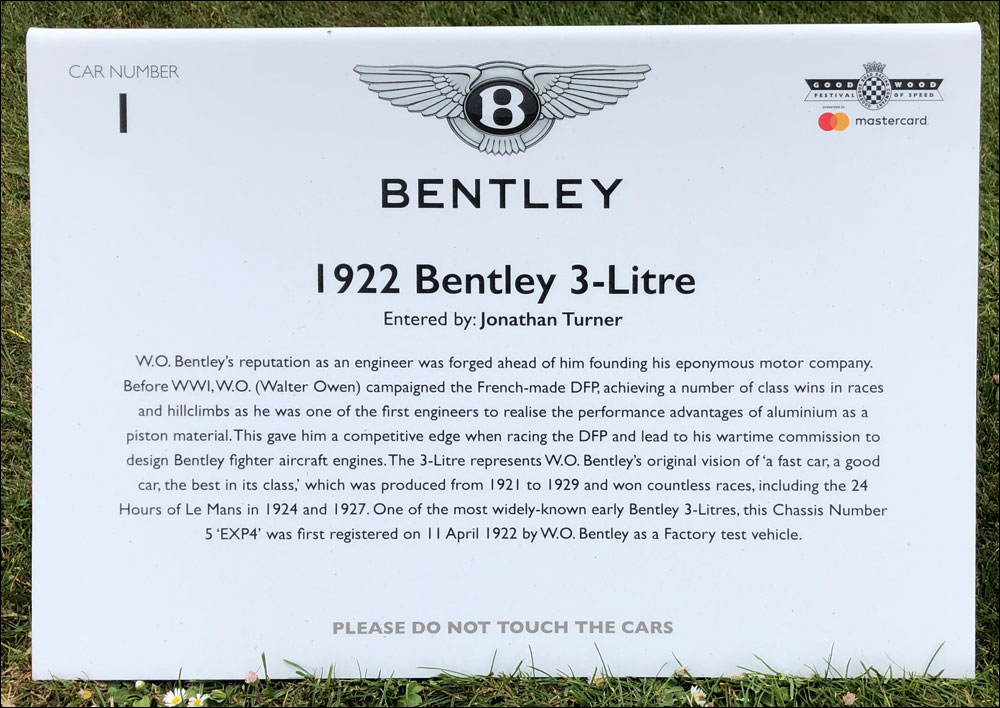 CAR NUMBER
1
B
GOOD WOOD
FESTIVAL OF SPEED
presented by
mastercard
BENTLEY
1922 Bentley 3-Litre
Entered by: Jonathan Turner
W.O. Bentley's reputation as an engineer was forged ahead of him founding his eponymous motor company.
Before WWI, W.O. (Walter Owen) campaigned the French-made DFP, achieving a number of class wins in races
and hillclimbs as he was one of the first engineers to realise the performance advantages of aluminium as a
piston material. This gave him a competitive edge when racing the DFP and lead to his wartime commission to
design Bentley fighter aircraft engines. The 3-Litre represents W.O. Bentley's original vision of 'a fast car, a good
car, the best in its class,' which was produced from 1921 to 1929 and won countless races, including the 24
Hours of Le Mans in 1924 and 1927. One of the most widely-known early Bentley 3-Litres, this Chassis Number
5 'EXP4' was first registered on 11 April 1922 by W.O. Bentley as a Factory test vehicle.
PLEASE DO NOT TOUCH THE CARS